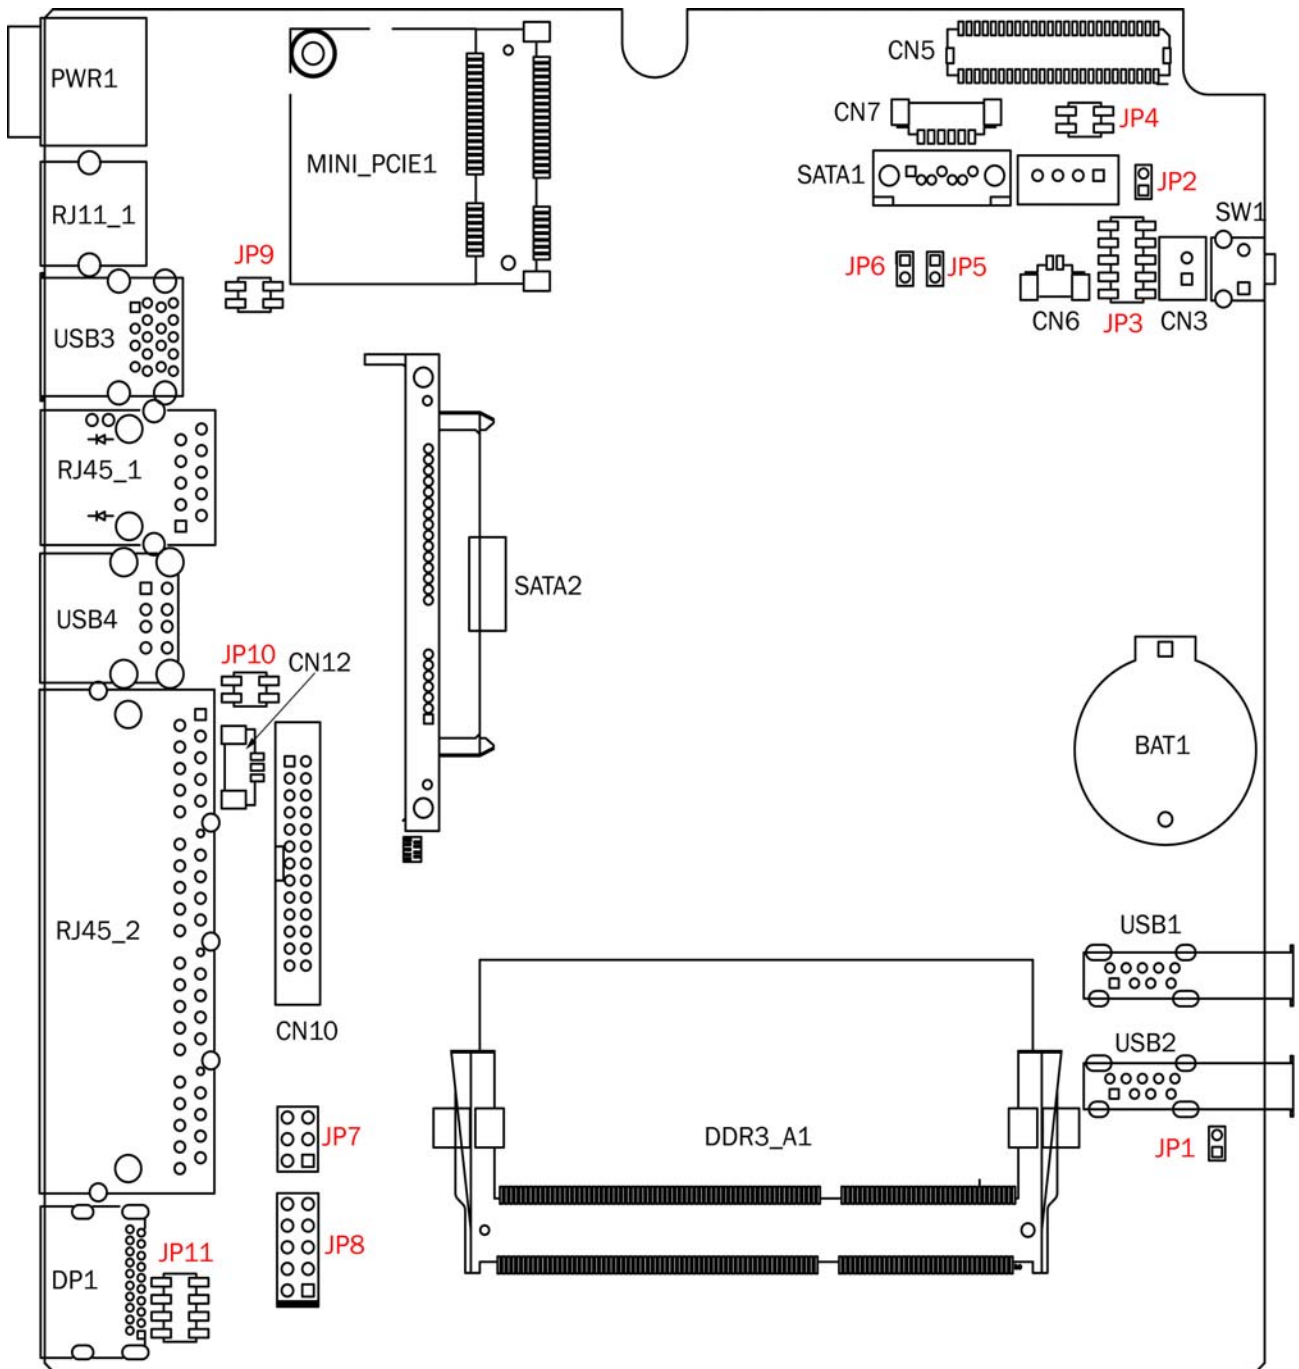 CN5
PWR1
CN7
JP4
MINI_PCIE1
SATA1
JP2
RJ11_1
SW1
JP9
JP6
JP5
CN6
JP3
CN3
USB3
RJ45_1
SATA2
USB4
JP10
CN12
BAT1
RJ45_2
USB1
CN10
USB2
JP7
DDR3_A1
JP1
JP8
JP11
DP1